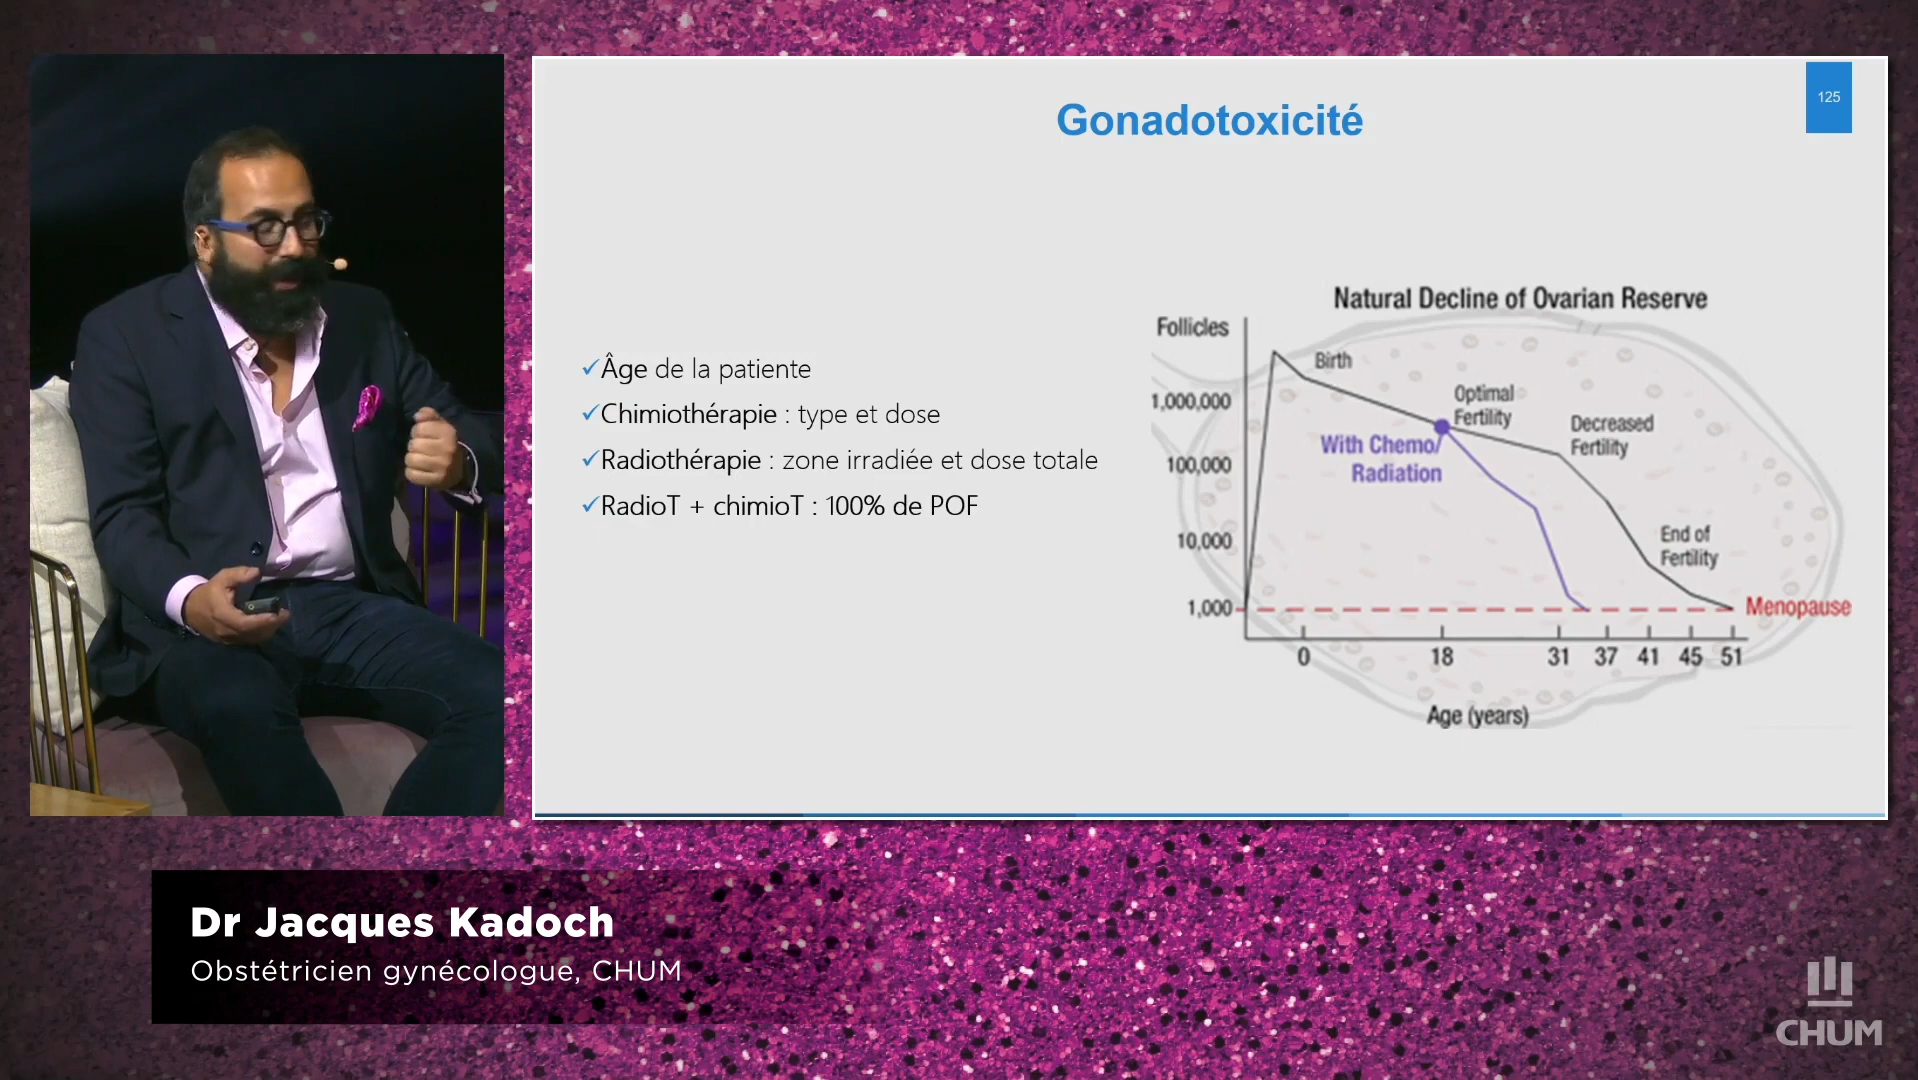 125
Gonadotoxicité
✓Âge de la patiente
✓Chimiothérapie : type et dose
✓Radiothérapie : zone irradiée et dose totale
✓RadioT + chimioT : 100% de POF
Natural Decline of Ovarian Reserve
Follicles
Birth
1,000,000
Optimal
Fertility
Decreased
Fertility
With Chemo/
Radiation
100,000
10,000
End of
Fertility
1,000
Menopause
0 18 31 37 41 45 51
Age (years)
Dr Jacques Kadoch
Obstétricien gynécologue, CHUM
CHUM